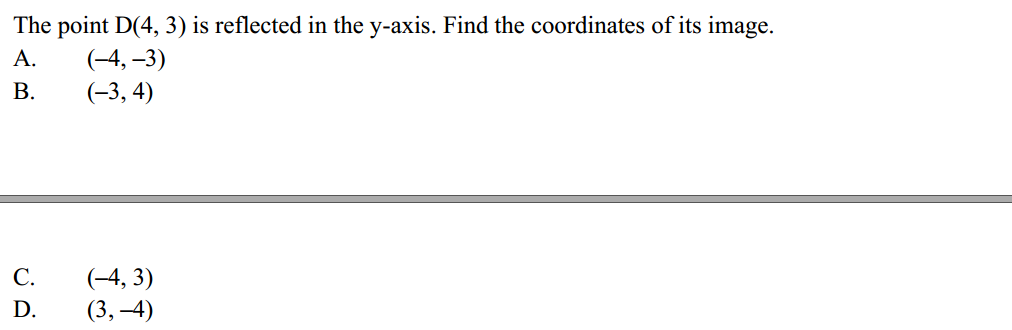 The point D(4, 3) is reflected in the y-axis. Find the coordinates of its image.
A. (–4, –3)
B. (–3, 4)
C. (–4, 3)
D. (3, –4)